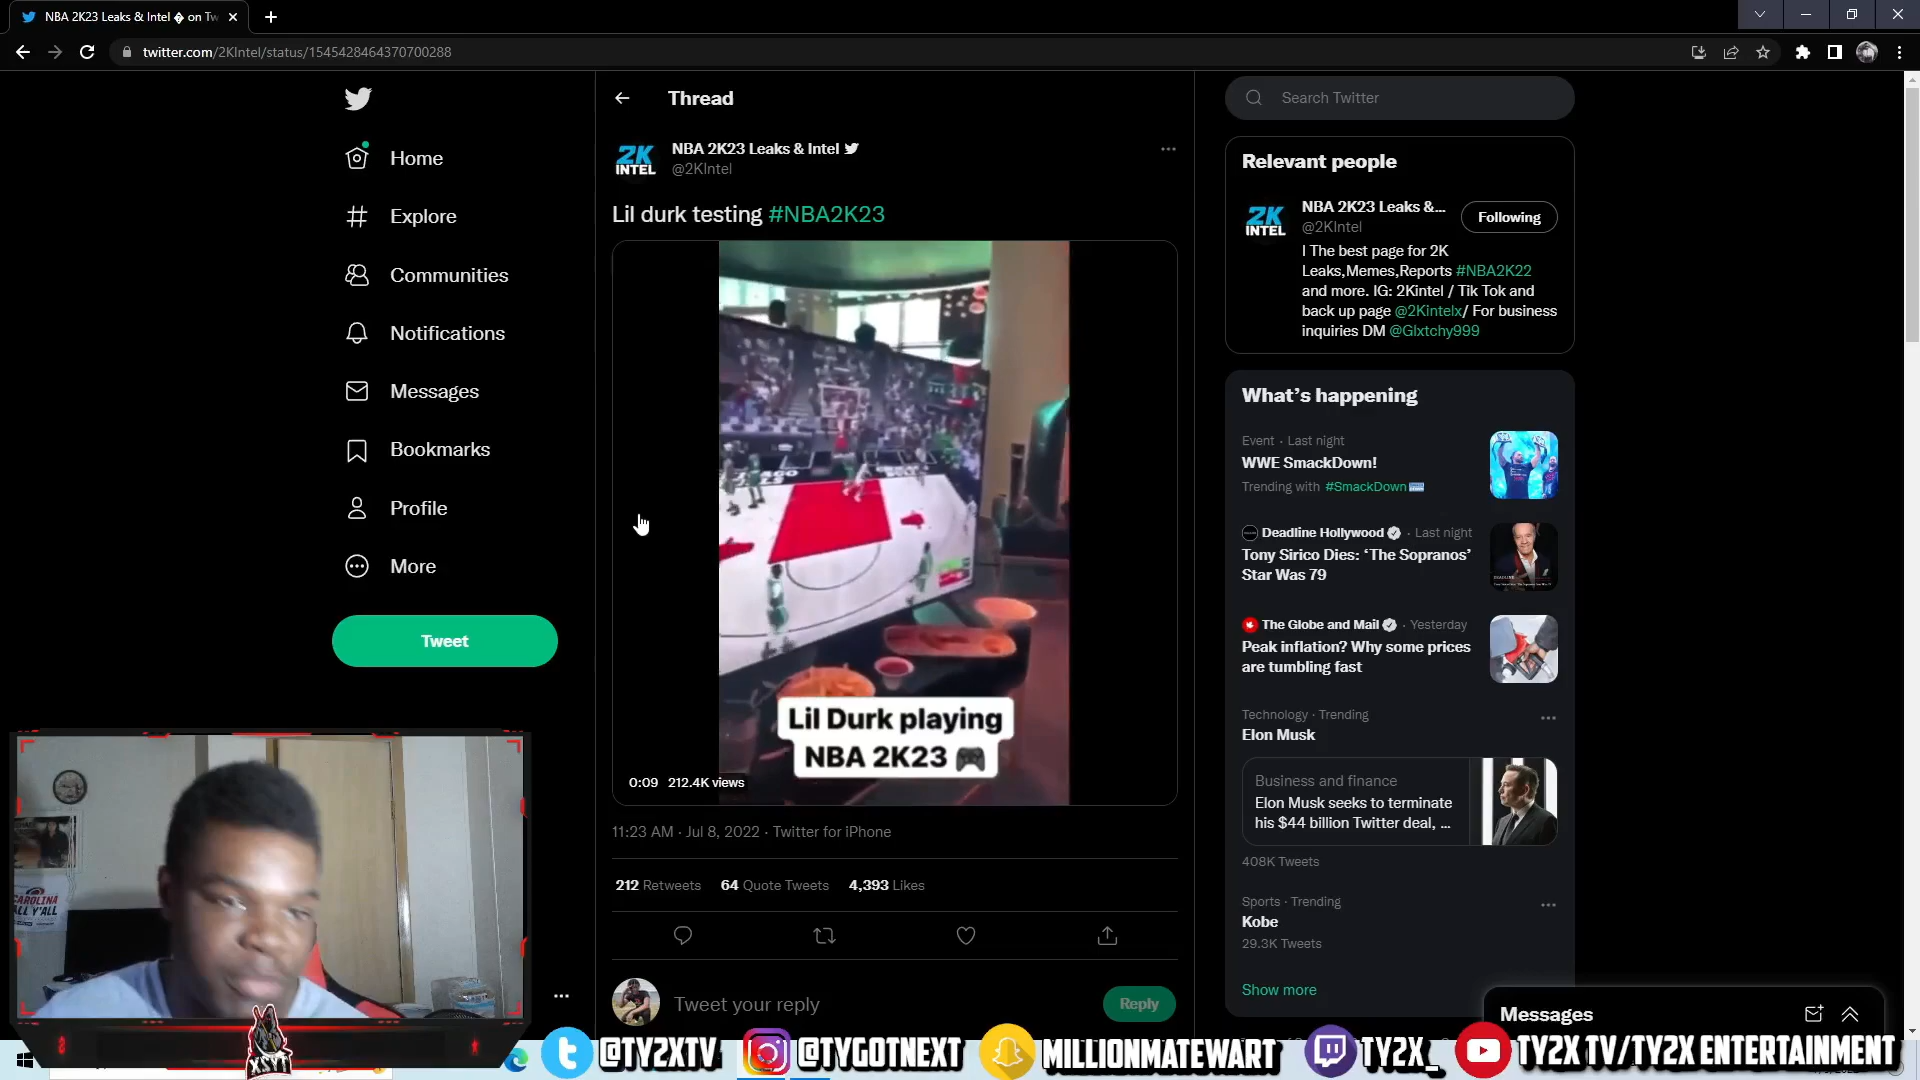 NBA 2K23 Leaks & Intel � on Tw
twitter.com/2KIntel/status/1545428464370700288
Home
Explore
Communities
Notifications
Messages
Bookmarks
Profile
More
Tweet
Thread
2K
INTEL
NBA 2K23 Leaks & Intel
@2KIntel
Lil durk testing #NBA2K23
Lil Durk playing
NBA 2K23 🎮
0:09 212.4K views
11:23 AM · Jul 8, 2022 · Twitter for iPhone
212 Retweets 64 Quote Tweets 4,393 Likes
Tweet your reply
Reply
Search Twitter
Relevant people
2K
INTEL
NBA 2K23 Leaks &...
@2KIntel
Following
| The best page for 2K
Leaks,Memes,Reports #NBA2K22
and more. IG: 2Kintel / Tik Tok and
back up page @2Kintelx/ For business
inquiries DM @Glxtchy999
What's happening
Event · Last night
WWE SmackDown!
Trending with #SmackDown
Deadline Hollywood · Last night
Tony Sirico Dies: ‘The Sopranos’
Star Was 79
The Globe and Mail · Yesterday
Peak inflation? Why some prices
are tumbling fast
Technology · Trending
Elon Musk
Business and finance
Elon Musk seeks to terminate
his $44 billion Twitter deal, ...
408K Tweets
Sports · Trending
Kobe
29.3K Tweets
Show more
Messages
CAROLINA
ALL Y'ALL
XSYT
@TY2XTV
@TYGOTNEXT
MILLIONMATEWART
TY2X_
TY2X TV/TY2X ENTERTAINMENT